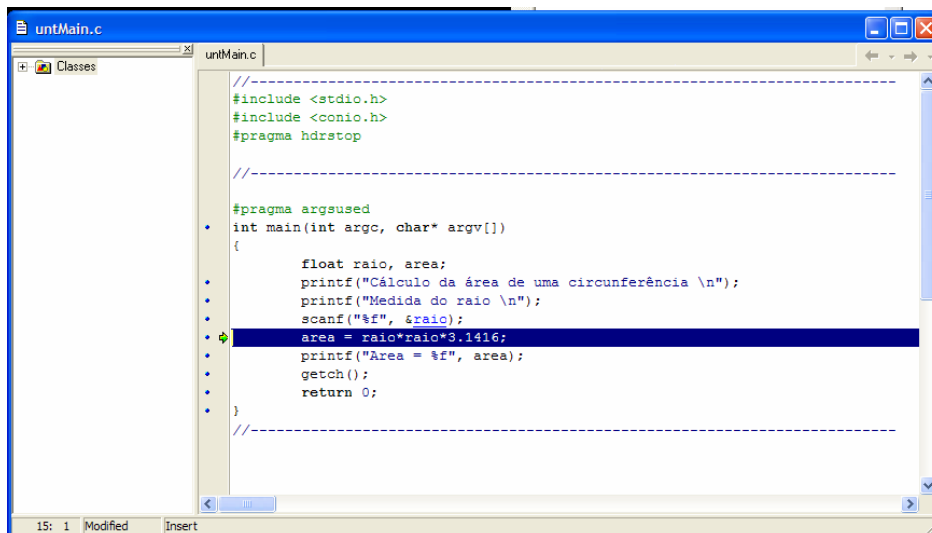 untMain.c
Classes
untMain.c
//---------------------------------------------------------------------------
#include <stdio.h>
#include <conio.h>
#pragma hdrstop
//---------------------------------------------------------------------------
#pragma argsused
int main(int argc, char* argv[])
{
float raio, area;
printf("Cálculo da área de uma circunferência \n");
printf("Medida do raio \n");
scanf("%f", &raio);
area = raio*raio*3.1416;
printf("Area = %f", area);
getch();
return 0;
}
//---------------------------------------------------------------------------
15: 1 Modified Insert